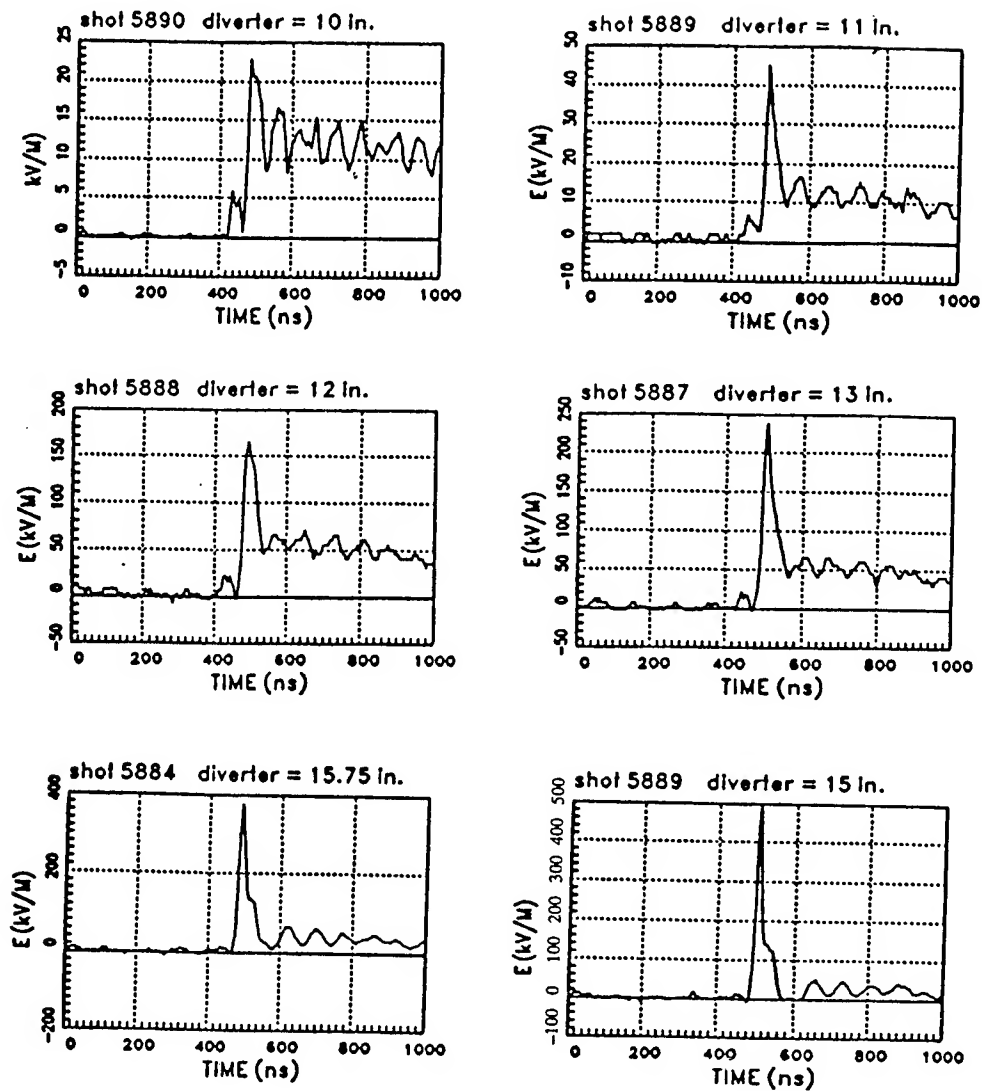 shot 5890 diverter = 10 in.
kV/M
25
20
15
10
5
0
-5
0 200 400 600 800 1000
TIME (ns)
shot 5889 diverter = 11 in.
E (kV/M)
50
40
30
20
10
0
-10
0 200 400 600 800 1000
TIME (ns)
shot 5888 diverter = 12 in.
E (kV/M)
200
150
100
50
0
-50
0 200 400 600 800 1000
TIME (ns)
shot 5887 diverter = 13 in.
E (kV/M)
250
200
150
100
50
0
-50
0 200 400 600 800 1000
TIME (ns)
shot 5884 diverter = 15.75 in.
E (kV/M)
400
200
0
-200
0 200 400 600 800 1000
TIME (ns)
shot 5889 diverter = 15 in.
E (kV/M)
500
400
300
200
100
0
-100
0 200 400 600 800 1000
TIME (ns)